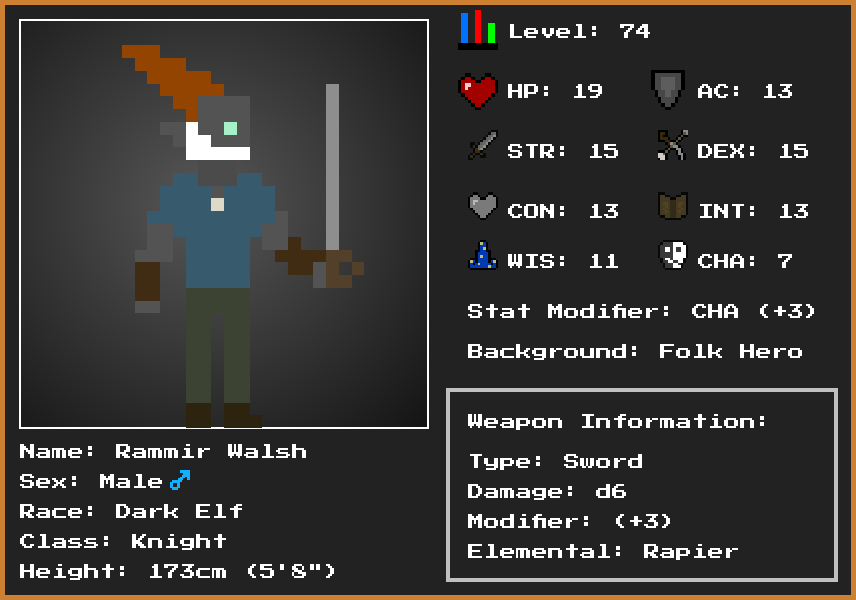 Level: 74
HP: 19
AC: 13
STR: 15
DEX: 15
CON: 13
INT: 13
WIS: 11
CHA: 7
Stat Modifier: CHA (+3)
Background: Folk Hero
Weapon Information:
Type: Sword
Damage: d6
Modifier: (+3)
Elemental: Rapier
Name: Rammir Walsh
Sex: Male ♂
Race: Dark Elf
Class: Knight
Height: 173cm (5'8")